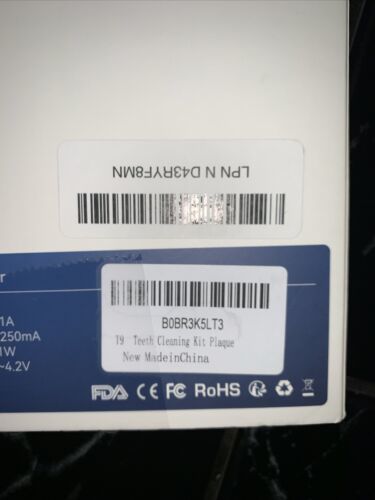 LPN N D43RYF8MN
r
1A
250mA
1W
~4.2V
B0BR3K5LT3
T9 Teeth Cleaning Kit Plaque
New MadeinChina
FDA CE FC RoHS